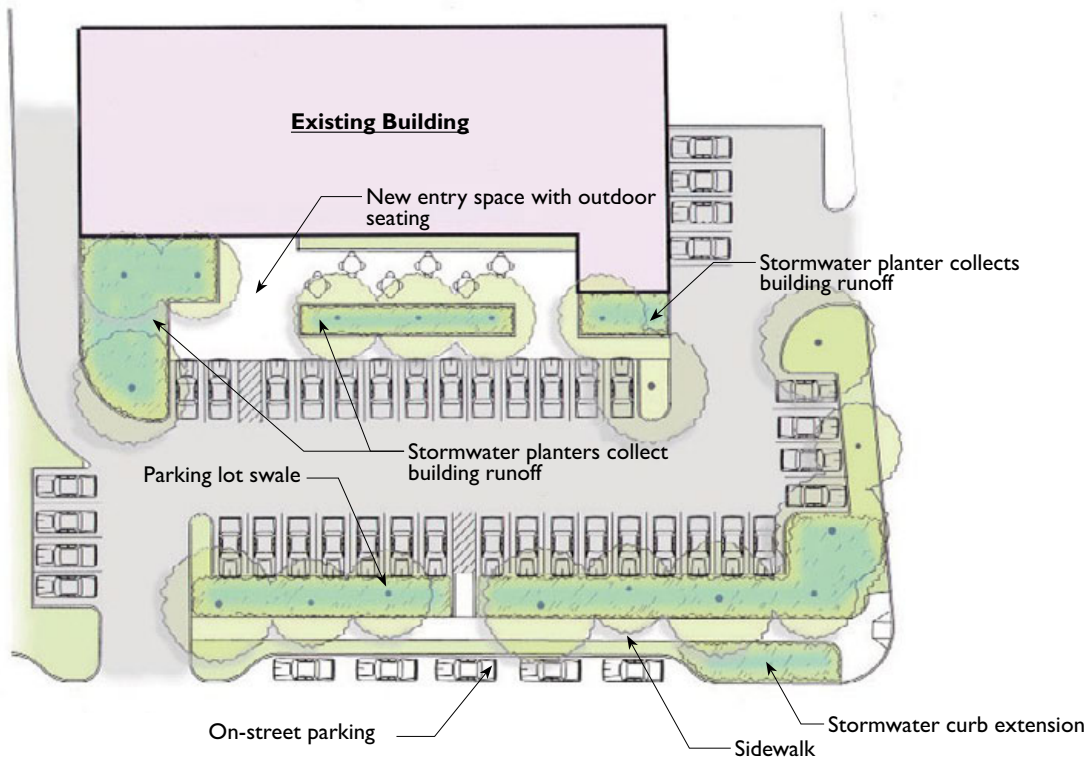 Existing Building
New entry space with outdoor
seating
Stormwater planter collects
building runoff
Stormwater planters collect
building runoff
Parking lot swale
On-street parking
Stormwater curb extension
Sidewalk